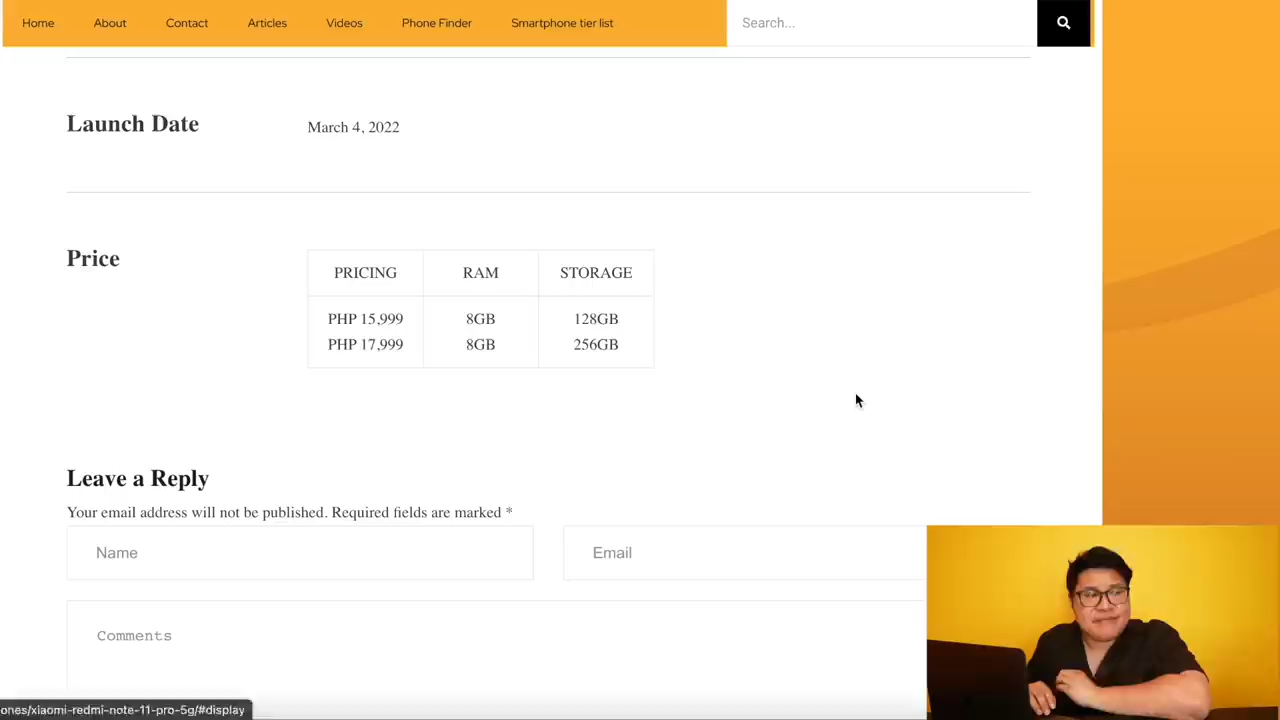 Home About Contact Articles Videos Phone Finder Smartphone tier list Search...
Launch Date March 4, 2022
Price
PRICING RAM STORAGE
PHP 15,999 8GB 128GB
PHP 17,999 8GB 256GB
Leave a Reply
Your email address will not be published. Required fields are marked *
Name Email
Comments
ones/xiaomi-redmi-note-11-pro-5g/#display